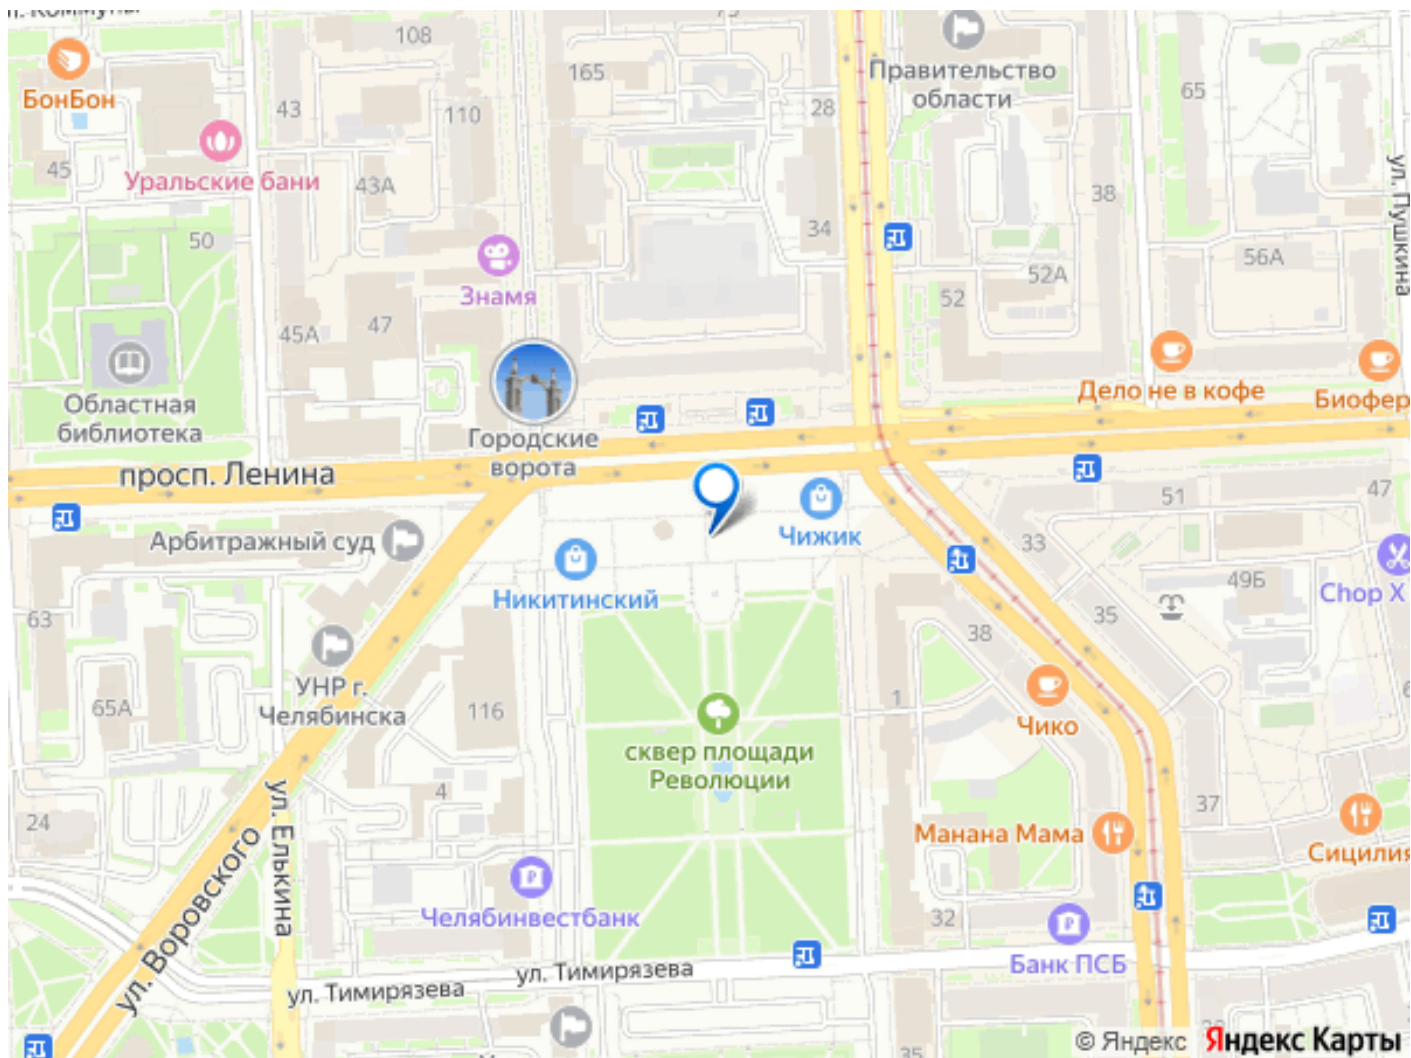 108
165
28
Правительство
области
65
БонБон
43
110
45
Уральские бани
43А
38
ул. Пушкина
50
34
Знамя
56А
52А
52
45А
47
Областная
библиотека
Городские
ворота
Дело не в кофе
Биофер
просп. Ленина
51
47
Арбитражный суд
Чижик
33
Никитинский
49Б
Chop X
63
38
35
УНР г.
Челябинска
65А
116
1
Чико
сквер площади
Революции
4
24
37
ул. Елькина
ул. Воровского
Манана Мама
Сицилия
Челябинвестбанк
32
Банк ПСБ
ул. Тимирязева
ул. Тимирязева
35
© Яндекс Яндекс Карты